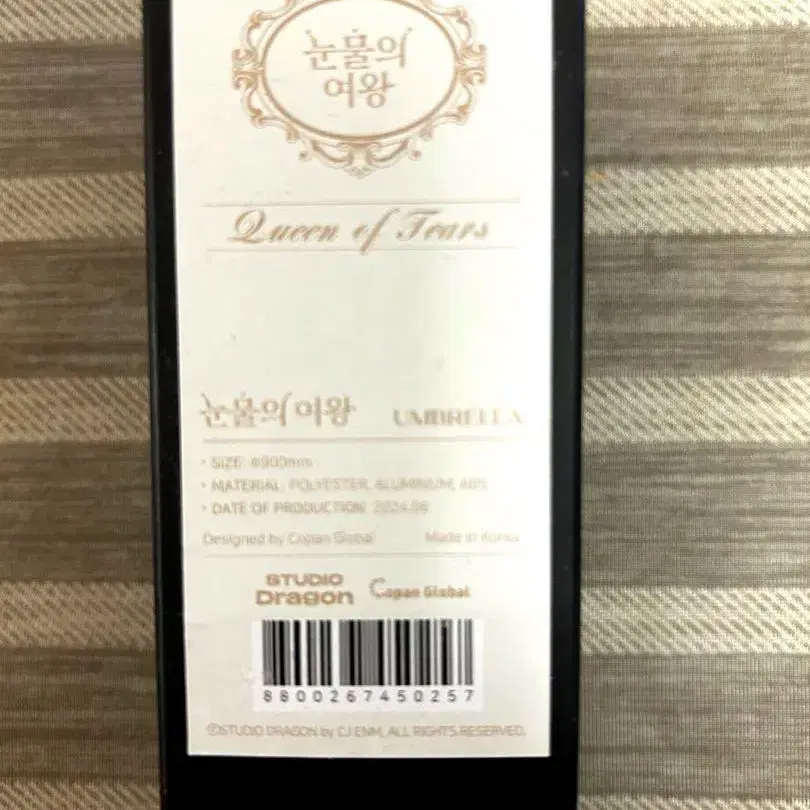 눈물의
여왕
Queen of Tears
눈물의 여왕 UMBRELLA
• SIZE: ø900mm
• MATERIAL: POLYESTER, ALUMINIUM, ABS
• DATE OF PRODUCTION: 2024.06
Designed by Copan Global Made in Korea
STUDIO
Dragon Copan Global
8800267450257
©STUDIO DRAGON by CJ ENM, ALL RIGHTS RESERVED.